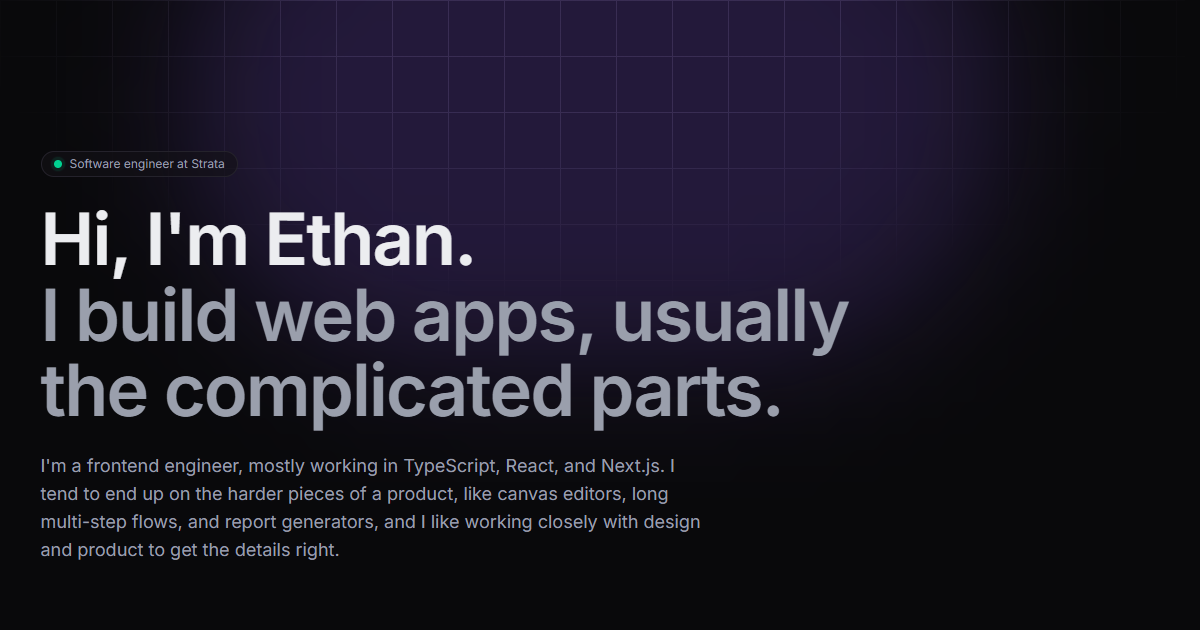 Software engineer at Strata
Hi, I'm Ethan.
I build web apps, usually
the complicated parts.
I'm a frontend engineer, mostly working in TypeScript, React, and Next.js. I
tend to end up on the harder pieces of a product, like canvas editors, long
multi-step flows, and report generators, and I like working closely with design
and product to get the details right.